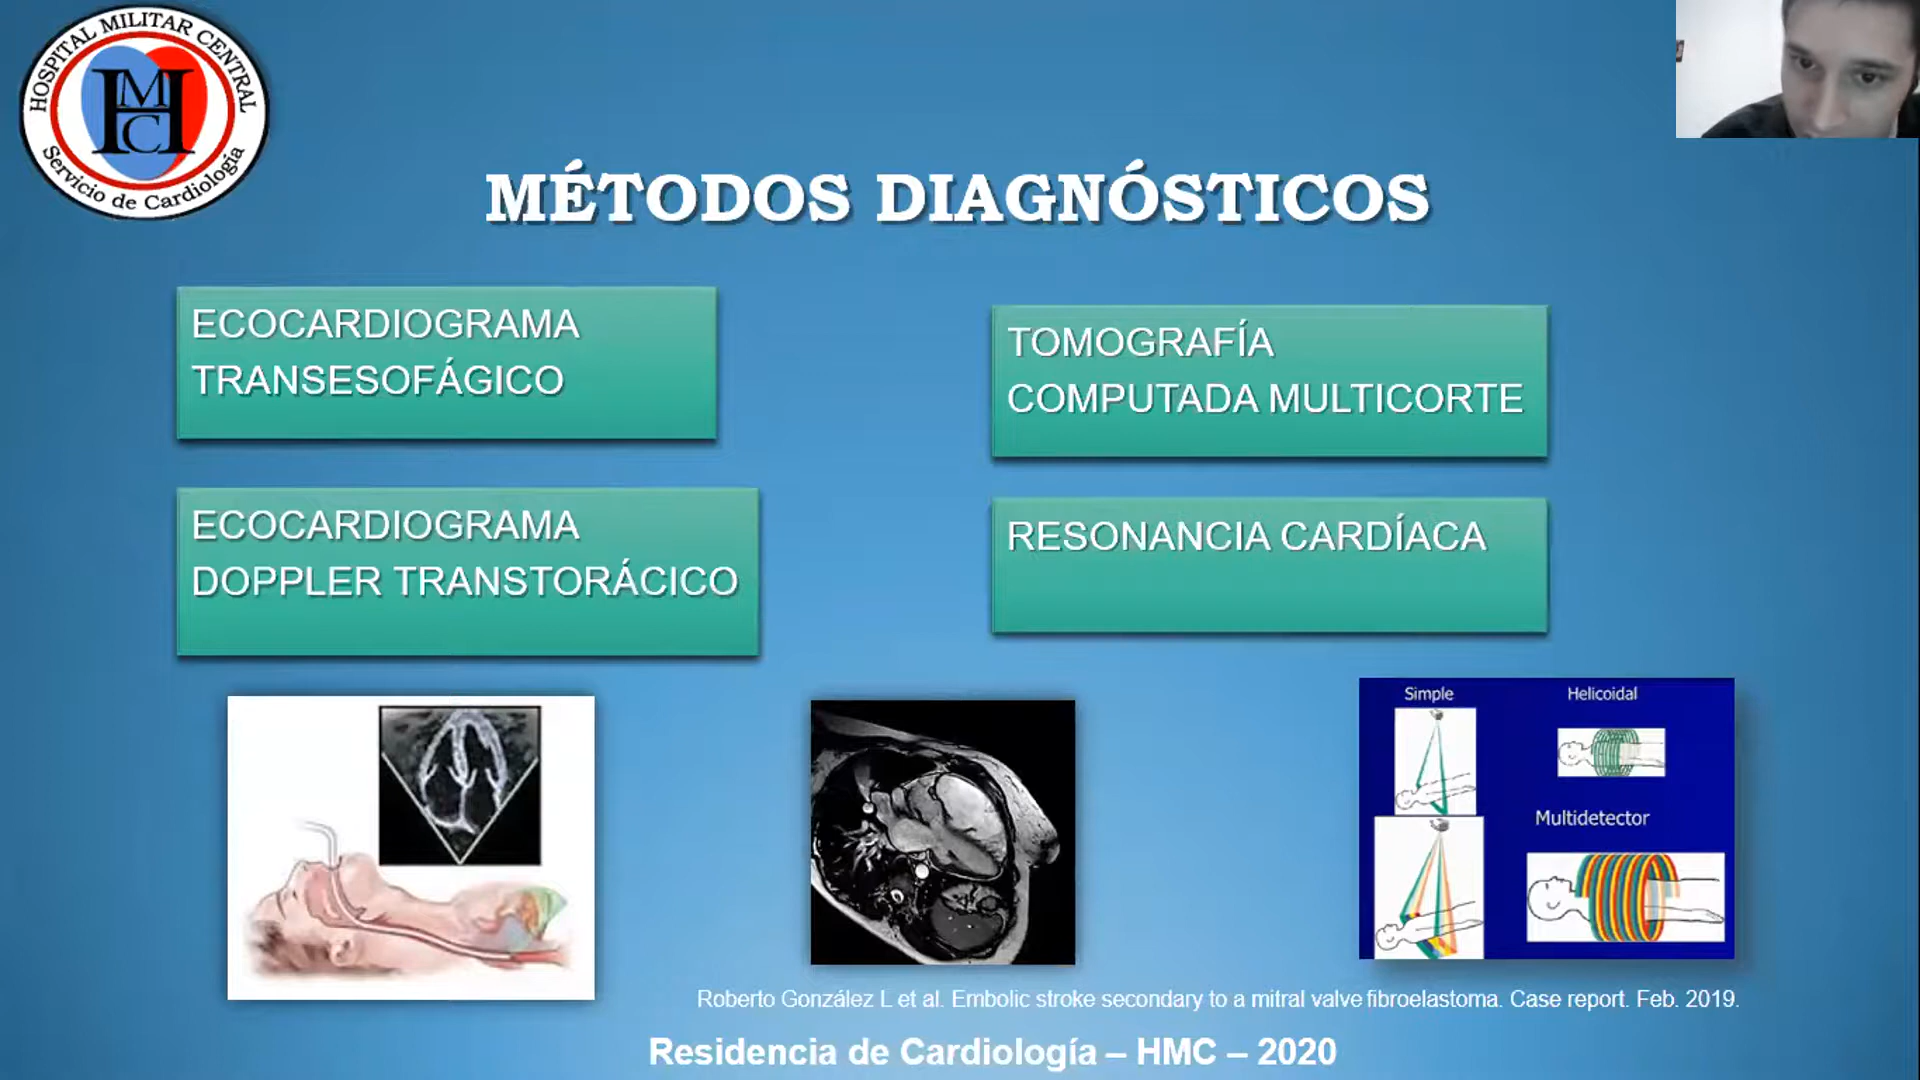 HOSPITAL MILITAR CENTRAL
HMC
Servicio de Cardiología
MÉTODOS DIAGNÓSTICOS
ECOCARDIOGRAMA
TRANSESOFÁGICO
TOMOGRAFÍA
COMPUTADA MULTICORTE
ECOCARDIOGRAMA
DOPPLER TRANSTORÁCICO
RESONANCIA CARDÍACA
Simple
Helicoidal
Multidetector
Roberto González L et al. Embolic stroke secondary to a mitral valve fibroelastoma. Case report. Feb. 2019.
Residencia de Cardiología – HMC – 2020